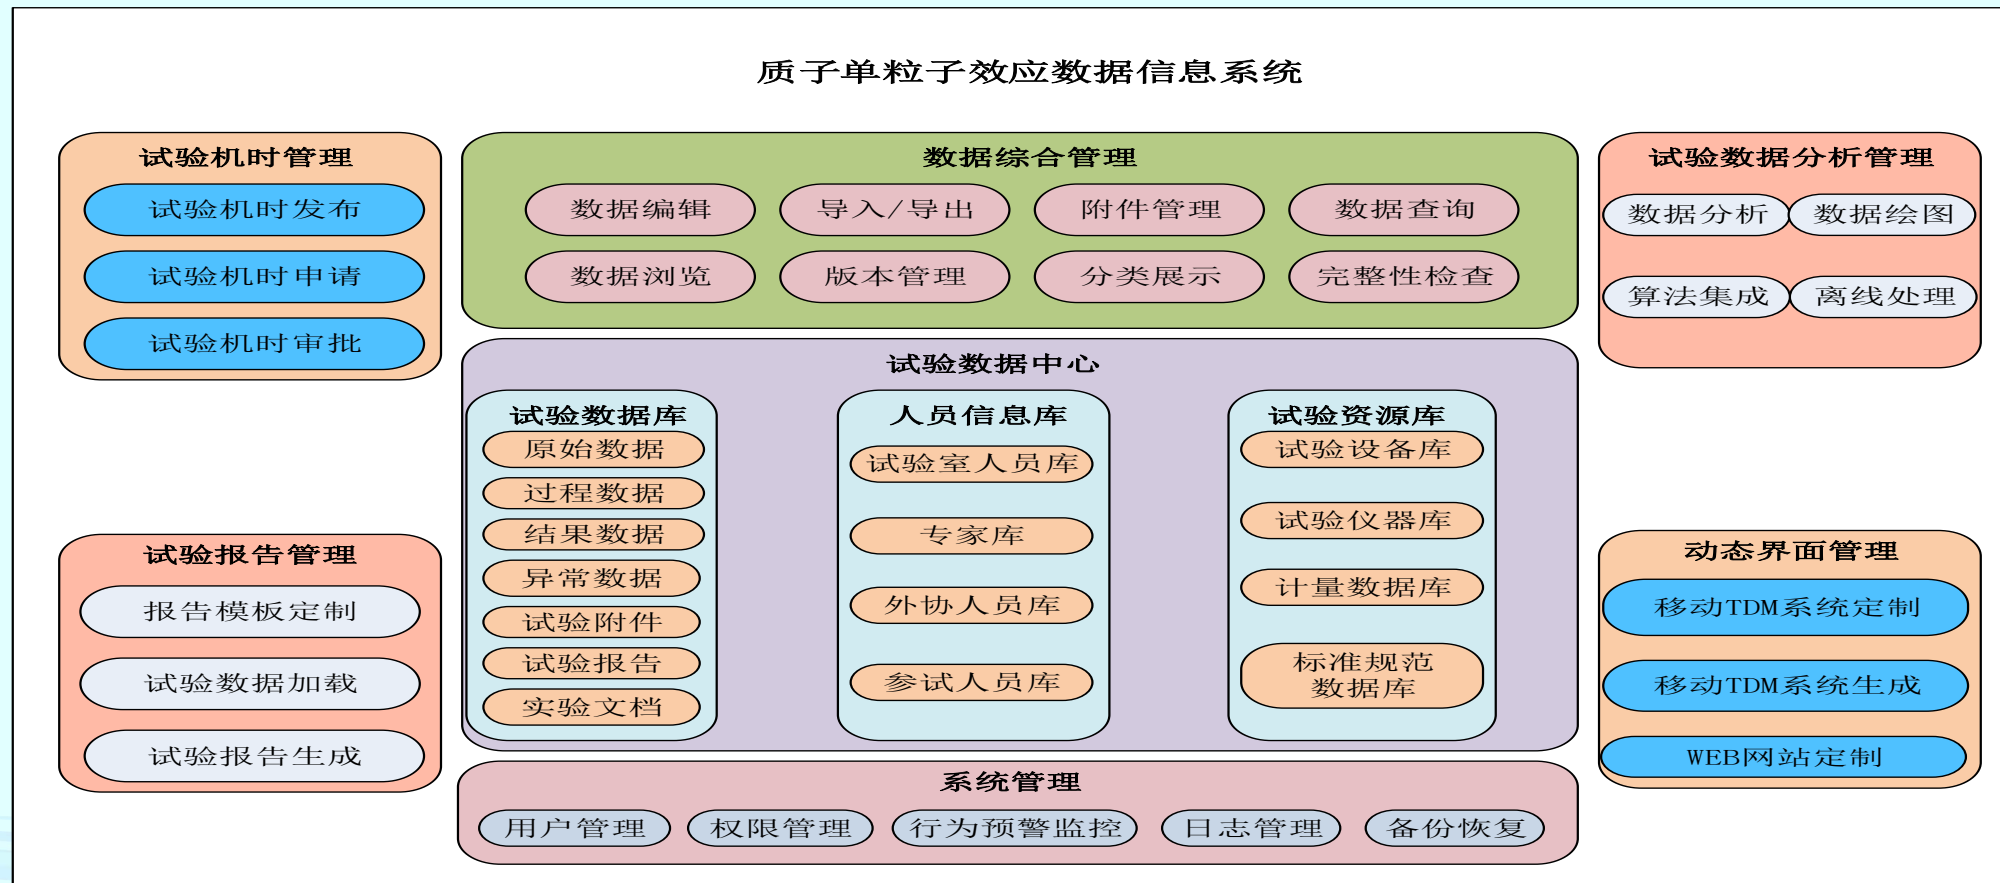 质子单粒子效应数据信息系统
试验机时管理
试验机时发布
试验机时申请
试验机时审批
试验报告管理
报告模板定制
试验数据加载
试验报告生成
数据综合管理
数据编辑
导入/导出
附件管理
数据查询
数据浏览
版本管理
分类展示
完整性检查
试验数据中心
试验数据库
原始数据
过程数据
结果数据
异常数据
试验附件
试验报告
实验文档
人员信息库
试验室人员库
专家库
外协人员库
参试人员库
试验资源库
试验设备库
试验仪器库
计量数据库
标准规范
数据库
系统管理
用户管理
权限管理
行为预警监控
日志管理
备份恢复
试验数据分析管理
数据分析
数据绘图
算法集成
离线处理
动态界面管理
移动TDM系统定制
移动TDM系统生成
WEB网站定制